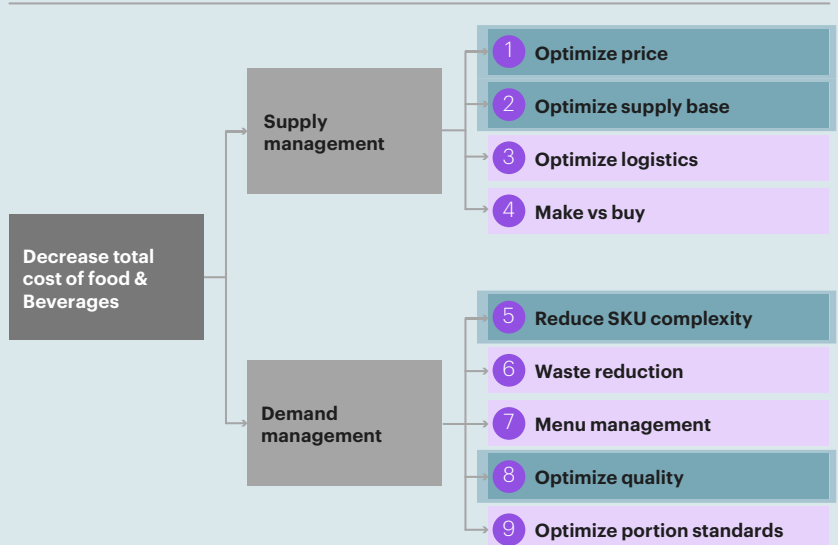 Decrease total
cost of food &
Beverages
Supply
management
1 Optimize price
2 Optimize supply base
3 Optimize logistics
4 Make vs buy
Demand
management
5 Reduce SKU complexity
6 Waste reduction
7 Menu management
8 Optimize quality
9 Optimize portion standards